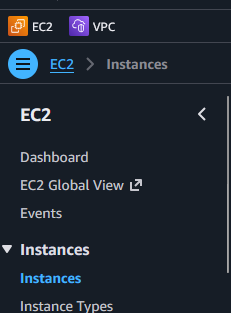 EC2 VPC
EC2 > Instances
EC2
Dashboard
EC2 Global View
Events
Instances
Instances
Instance Types